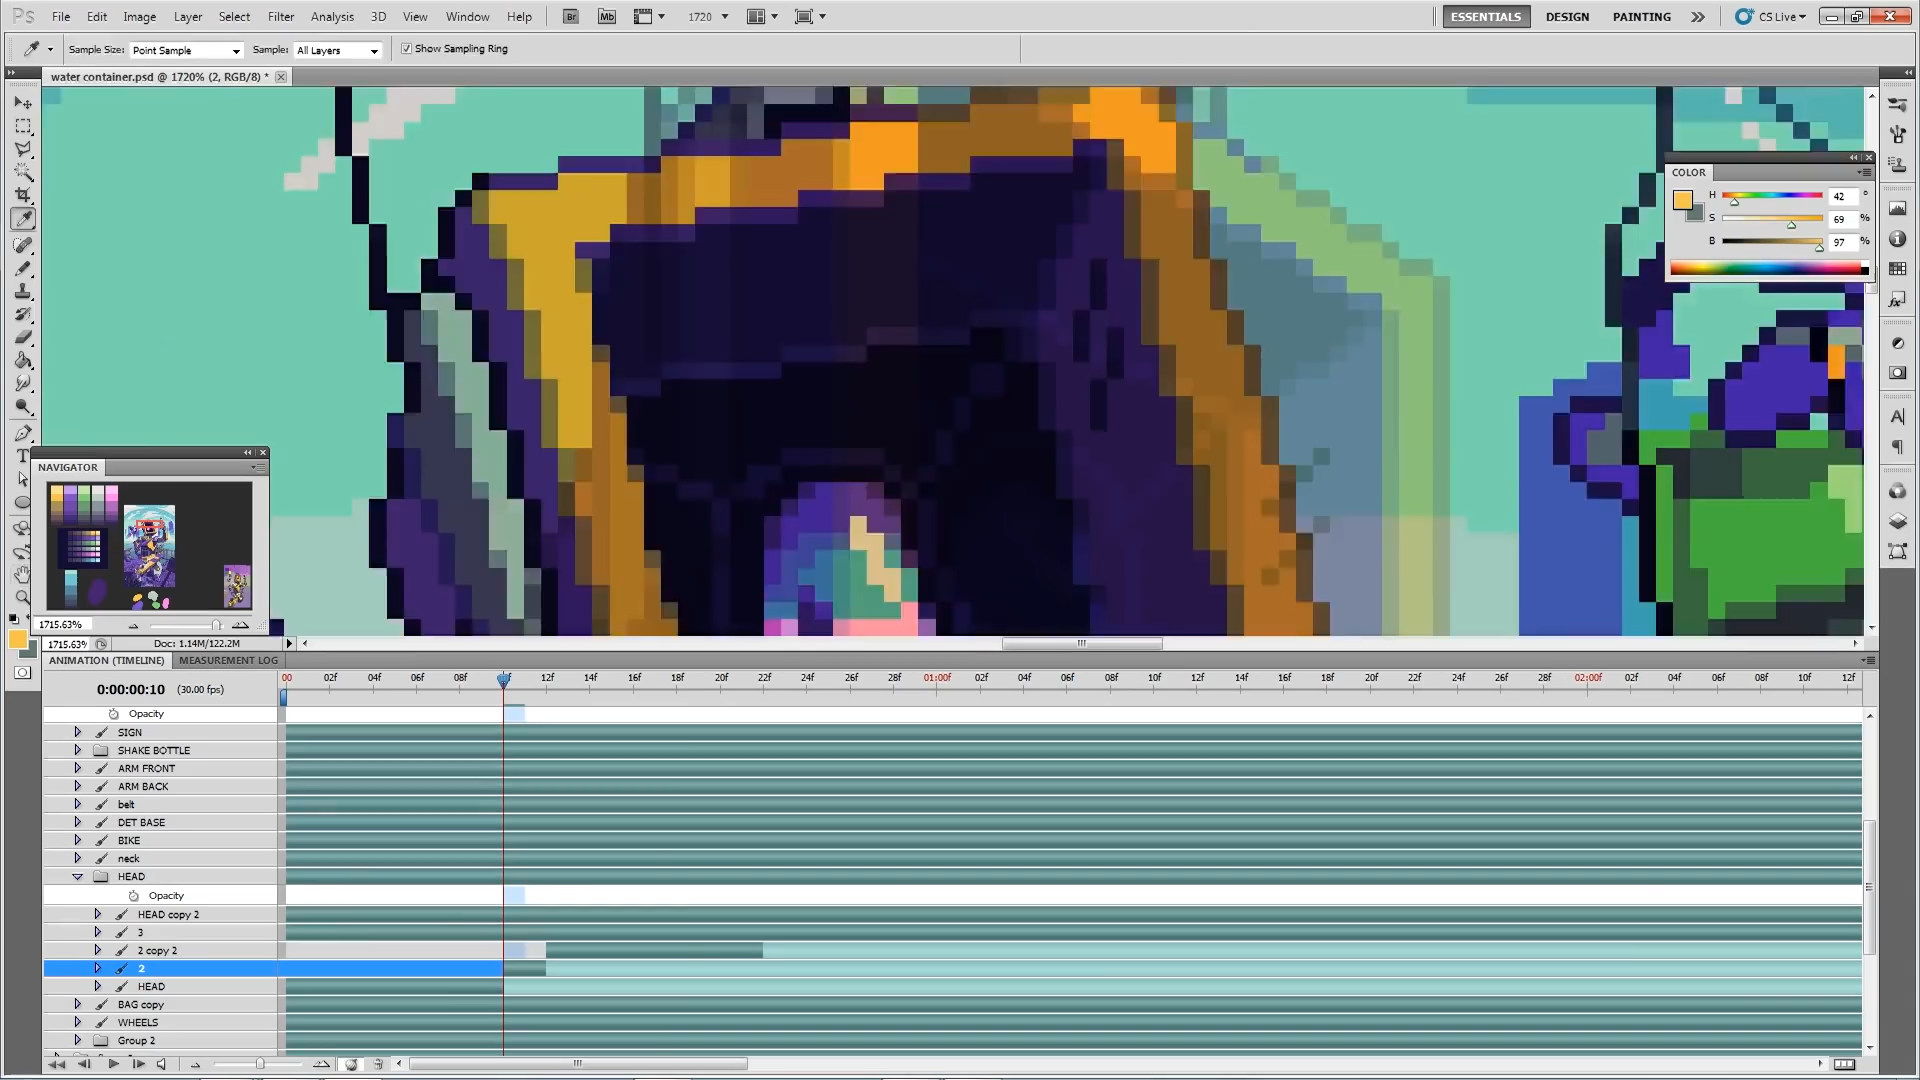 Ps File Edit Image Layer Select Filter Analysis 3D View Window Help Br Mb 1720 ESSENTIALS DESIGN PAINTING CS Live
Sample Size: Point Sample Sample: All Layers Show Sampling Ring
water container.psd @ 1720% (2, RGB/8) *
COLOR
H 42 °
S 69 %
B 97 %
NAVIGATOR
1715.63%
1715.63% Doc: 1.14M/122.2M
ANIMATION (TIMELINE) MEASUREMENT LOG
0:00:00:10 (30.00 fps) 00 02f 04f 06f 08f 12f 14f 16f 18f 20f 22f 24f 26f 28f 01:00f 02f 04f 06f 08f 10f 12f 14f 16f 18f 20f 22f 24f 26f 28f 02:00f 02f 04f 06f 08f 10f 12f
Opacity
SIGN
SHAKE BOTTLE
ARM FRONT
ARM BACK
belt
DET BASE
BIKE
neck
HEAD
Opacity
HEAD copy 2
3
2 copy 2
2
HEAD
BAG copy
WHEELS
Group 2